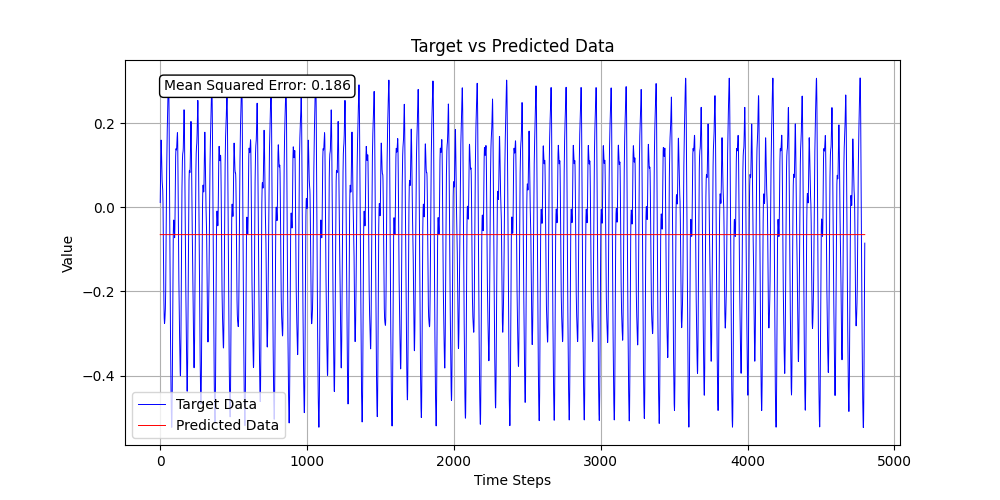 Target vs Predicted Data
Mean Squared Error: 0.186
0.2
0.0
−0.2
−0.4
Value
Target Data
Predicted Data
0 1000 2000 3000 4000 5000
Time Steps